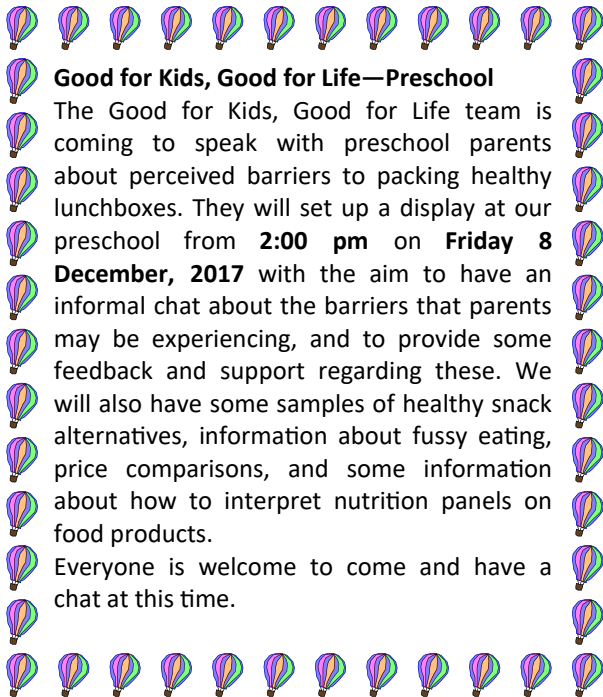 Good for Kids, Good for Life—Preschool
The Good for Kids, Good for Life team is
coming to speak with preschool parents
about perceived barriers to packing healthy
lunchboxes. They will set up a display at our
preschool from 2:00 pm on Friday 8
December, 2017 with the aim to have an
informal chat about the barriers that parents
may be experiencing, and to provide some
feedback and support regarding these. We
will also have some samples of healthy snack
alternatives, information about fussy eating,
price comparisons, and some information
about how to interpret nutrition panels on
food products.
Everyone is welcome to come and have a
chat at this time.